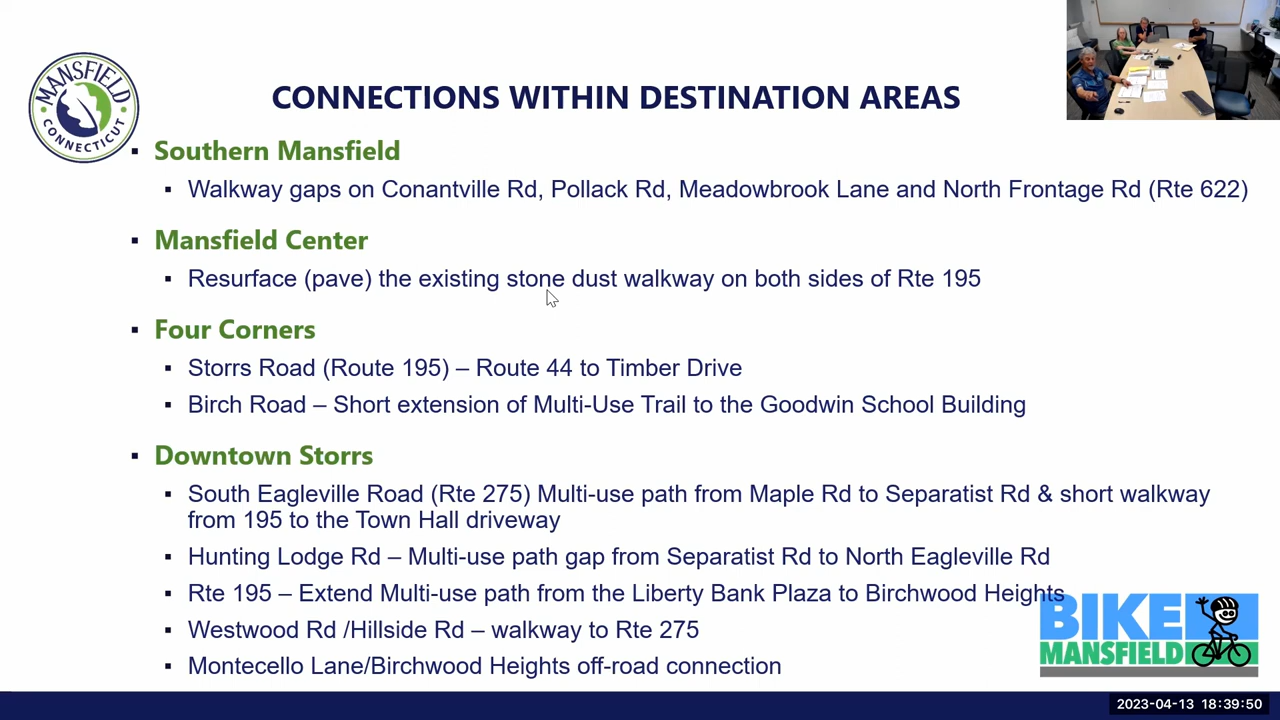 MANSFIELD
CONNECTICUT
CONNECTIONS WITHIN DESTINATION AREAS
▪ Southern Mansfield
▪ Walkway gaps on Conantville Rd, Pollack Rd, Meadowbrook Lane and North Frontage Rd (Rte 622)
▪ Mansfield Center
▪ Resurface (pave) the existing stone dust walkway on both sides of Rte 195
▪ Four Corners
▪ Storrs Road (Route 195) – Route 44 to Timber Drive
▪ Birch Road – Short extension of Multi-Use Trail to the Goodwin School Building
▪ Downtown Storrs
▪ South Eagleville Road (Rte 275) Multi-use path from Maple Rd to Separatist Rd & short walkway
from 195 to the Town Hall driveway
▪ Hunting Lodge Rd – Multi-use path gap from Separatist Rd to North Eagleville Rd
▪ Rte 195 – Extend Multi-use path from the Liberty Bank Plaza to Birchwood Heights
▪ Westwood Rd /Hillside Rd – walkway to Rte 275
▪ Montecello Lane/Birchwood Heights off-road connection
BIKE
MANSFIELD
2023-04-13 18:39:50